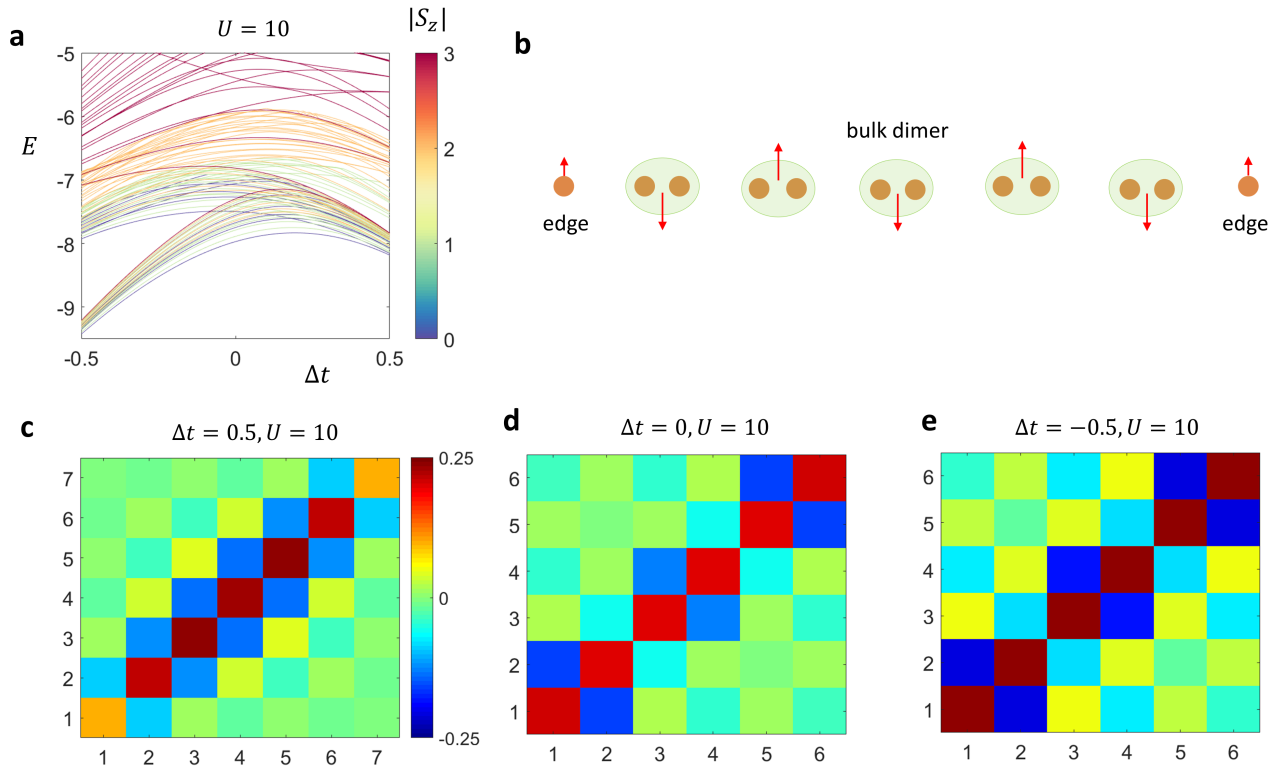 a
U = 10
|S_z|
-5
-6
-7
-8
-9
E
-0.5
0
0.5
Δt
3
2
1
0
b
bulk dimer
edge
edge
c
Δt = 0.5, U = 10
7
6
5
4
3
2
1
1 2 3 4 5 6 7
0.25
0
-0.25
d
Δt = 0, U = 10
6
5
4
3
2
1
1 2 3 4 5 6
e
Δt = −0.5, U = 10
6
5
4
3
2
1
1 2 3 4 5 6